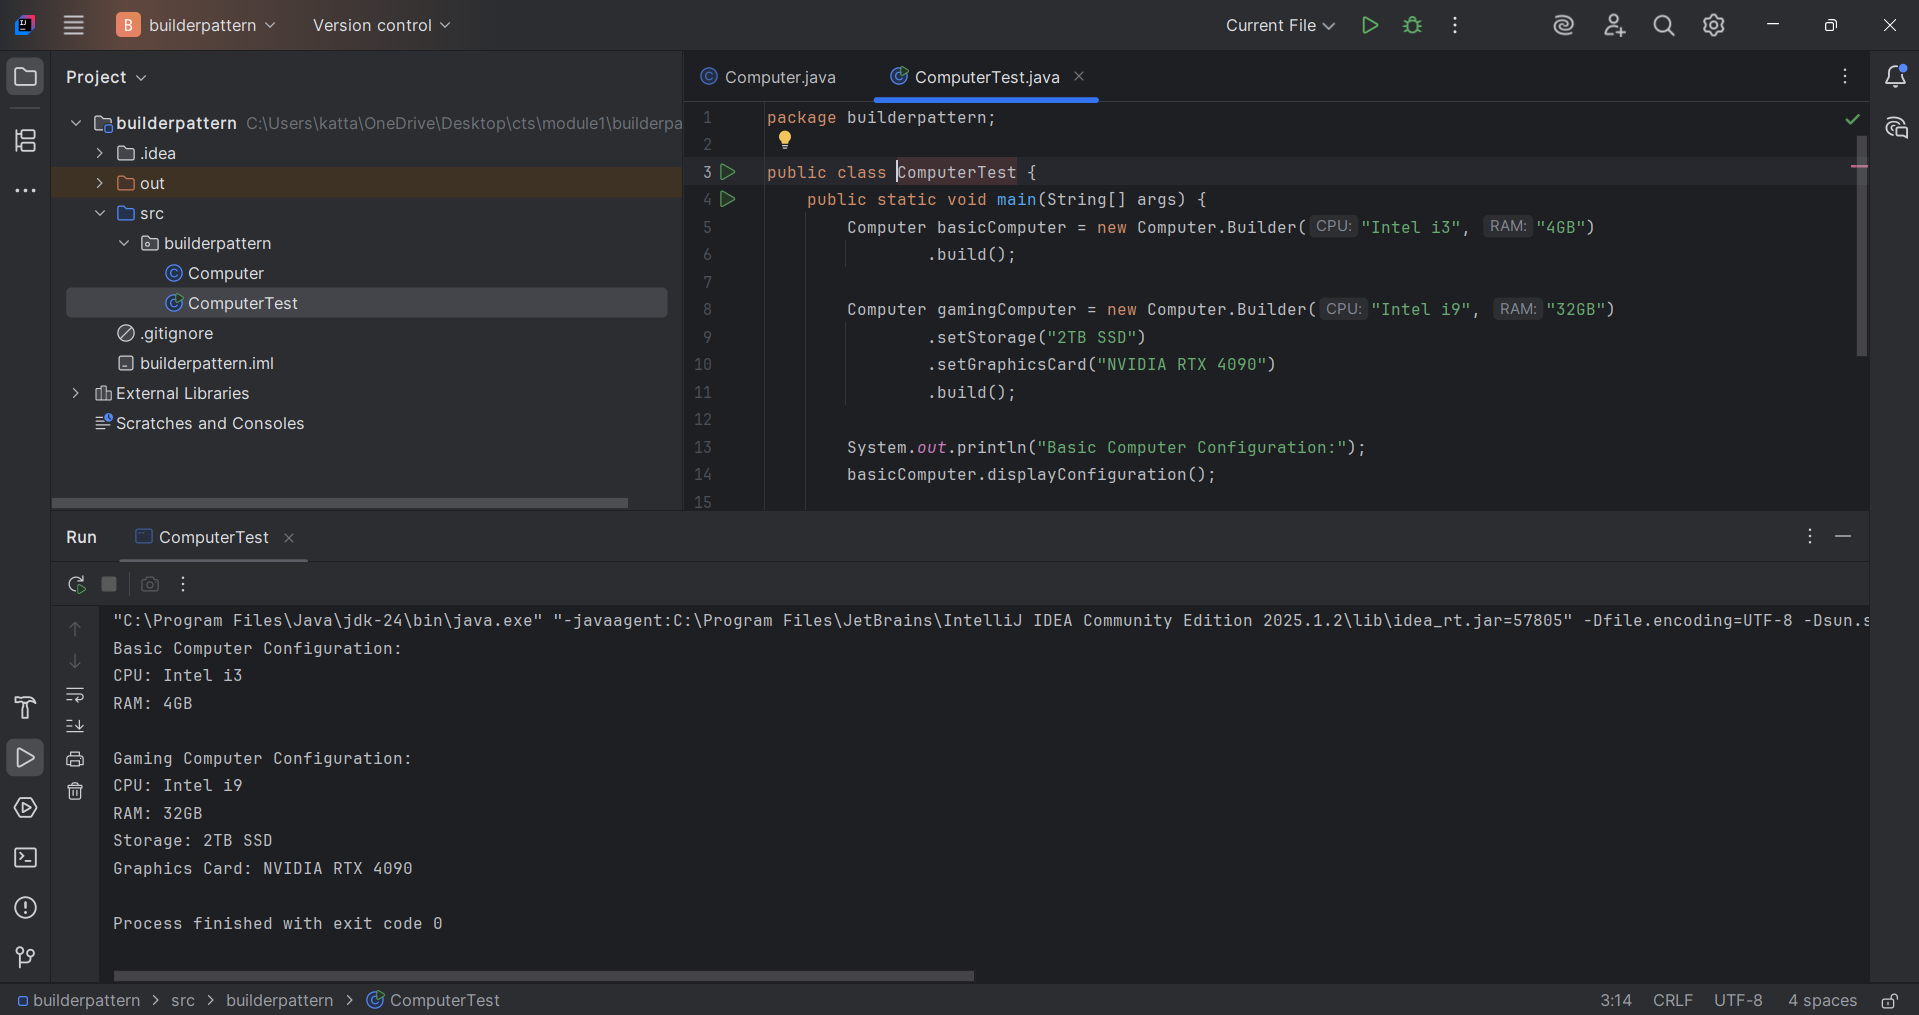 B builderpattern Version control Current File
Project
builderpattern C:\Users\katta\OneDrive\Desktop\cts\module1\builderpa
.idea
out
src
builderpattern
Computer
ComputerTest
.gitignore
builderpattern.iml
External Libraries
Scratches and Consoles
Computer.java ComputerTest.java
1 package builderpattern;
2
3 public class ComputerTest {
4 public static void main(String[] args) {
5 Computer basicComputer = new Computer.Builder( CPU: "Intel i3", RAM: "4GB")
6 .build();
7
8 Computer gamingComputer = new Computer.Builder( CPU: "Intel i9", RAM: "32GB")
9 .setStorage("2TB SSD")
10 .setGraphicsCard("NVIDIA RTX 4090")
11 .build();
12
13 System.out.println("Basic Computer Configuration:");
14 basicComputer.displayConfiguration();
15
Run ComputerTest
"C:\Program Files\Java\jdk-24\bin\java.exe" "-javaagent:C:\Program Files\JetBrains\IntelliJ IDEA Community Edition 2025.1.2\lib\idea_rt.jar=57805" -Dfile.encoding=UTF-8 -Dsun.s
Basic Computer Configuration:
CPU: Intel i3
RAM: 4GB
Gaming Computer Configuration:
CPU: Intel i9
RAM: 32GB
Storage: 2TB SSD
Graphics Card: NVIDIA RTX 4090
Process finished with exit code 0
builderpattern > src > builderpattern > ComputerTest 3:14 CRLF UTF-8 4 spaces